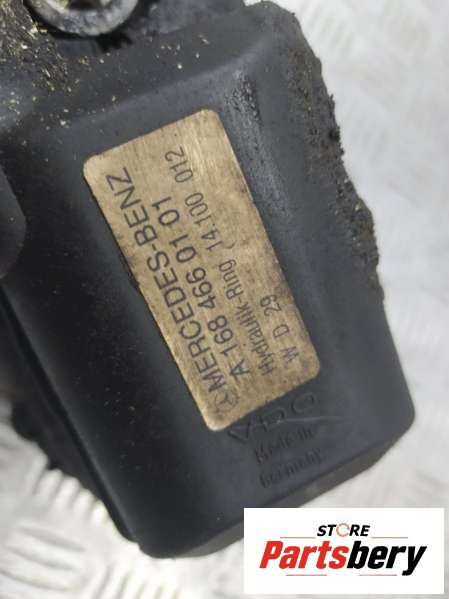 MERCEDES-BENZ
A 168 466 01 01
Hydraulik-Ring (14.100 012
W D 29
VDO
Made in
Germany
STORE
Partsbery